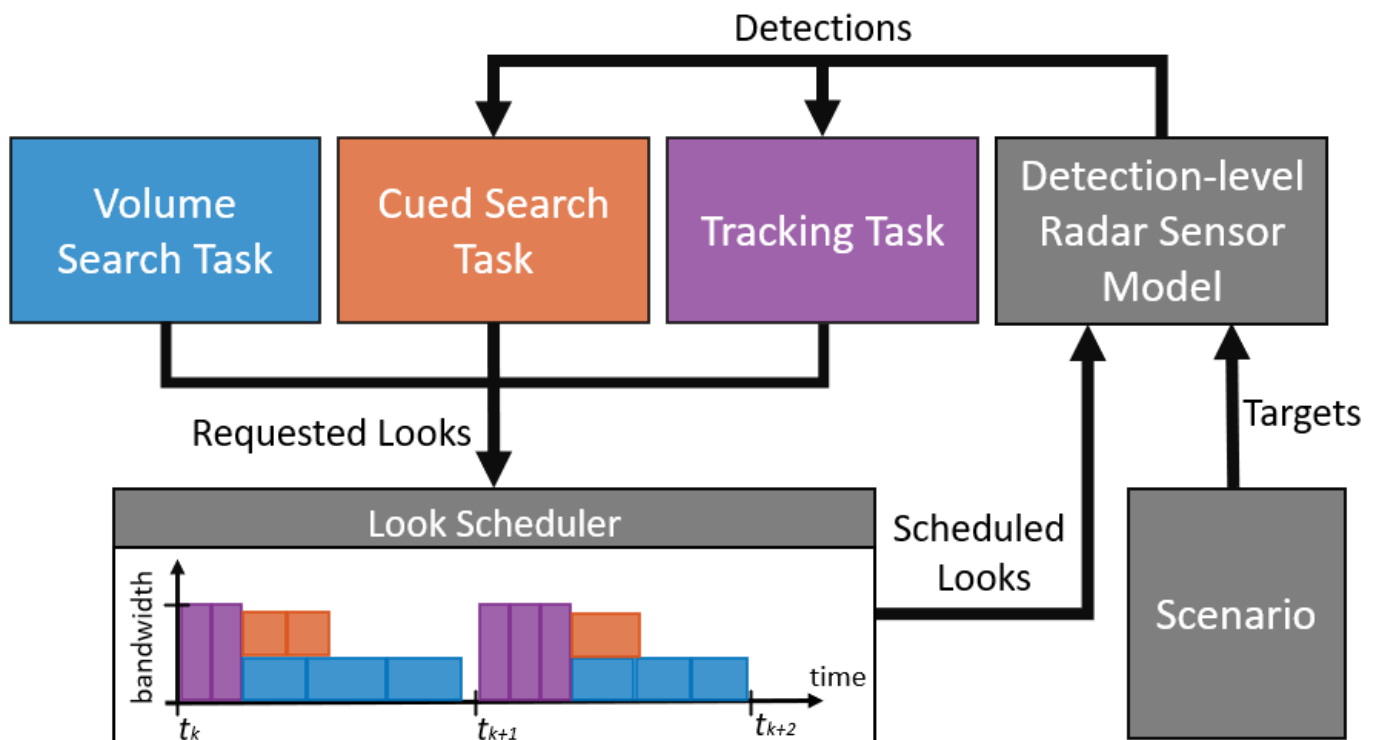 Detections
Volume
Search Task
Cued Search
Task
Tracking Task
Detection-level
Radar Sensor
Model
Requested Looks
Targets
Look Scheduler
Scheduled
Looks
Scenario
bandwidth
time
tk
tk+1
tk+2